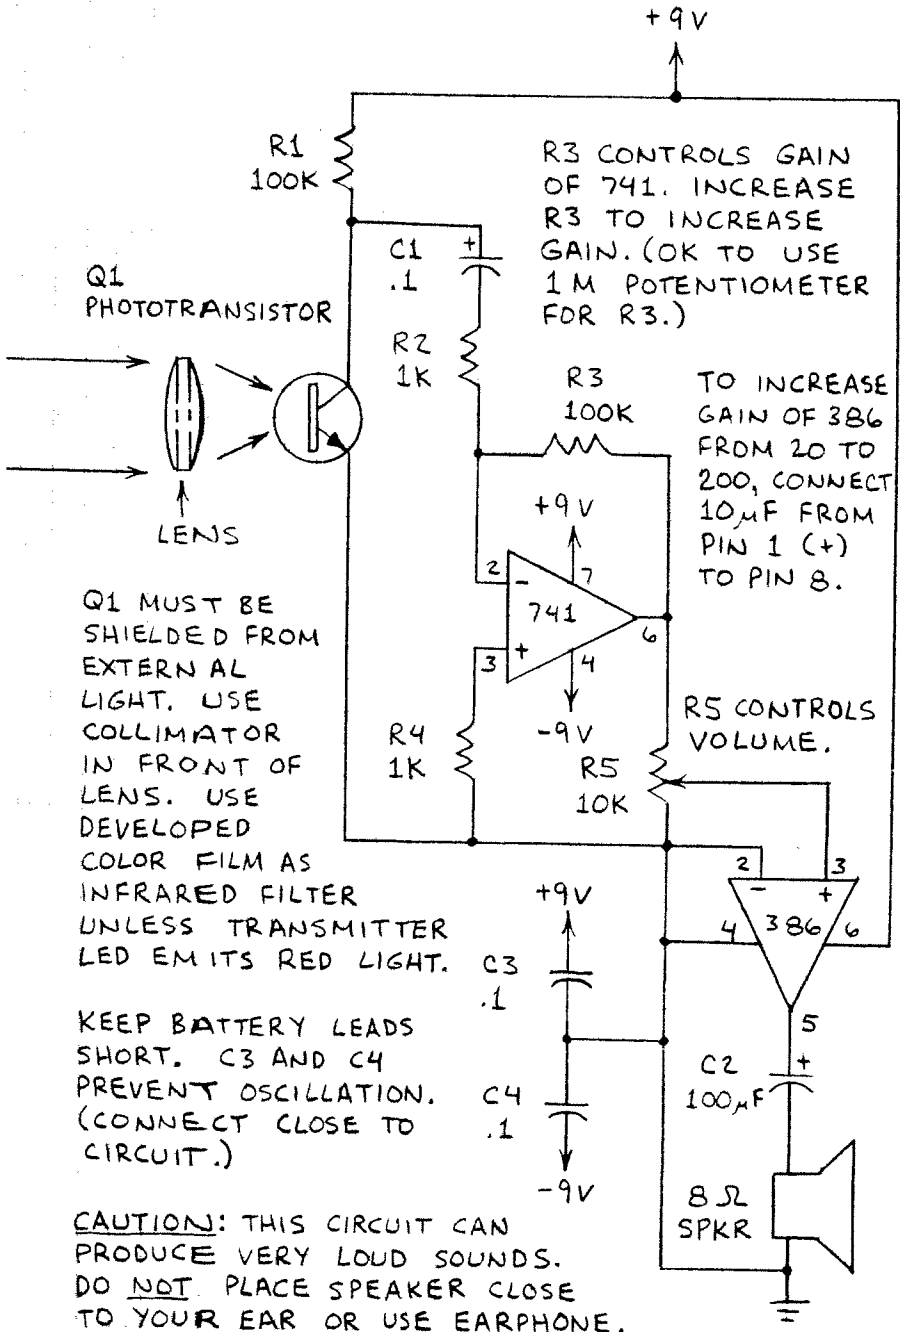 +9V
R1
100K
R3 CONTROLS GAIN
OF 741. INCREASE
R3 TO INCREASE
GAIN. (OK TO USE
1M POTENTIOMETER
FOR R3.)
C1
.1
+
Q1
PHOTOTRANSISTOR
R2
1K
R3
100K
TO INCREASE
GAIN OF 386
FROM 20 TO
200, CONNECT
10µF FROM
PIN 1 (+)
TO PIN 8.
LENS
+9V
2
-
7
741
6
3
+
4
-9V
Q1 MUST BE
SHIELDED FROM
EXTERNAL
LIGHT. USE
COLLIMATOR
IN FRONT OF
LENS. USE
DEVELOPED
COLOR FILM AS
INFRARED FILTER
UNLESS TRANSMITTER
LED EMITS RED LIGHT.
R4
1K
R5 CONTROLS
VOLUME.
R5
10K
2
3
-
+
4
386
6
5
+9V
C3
.1
C4
.1
-9V
C2
100µF
+
KEEP BATTERY LEADS
SHORT. C3 AND C4
PREVENT OSCILLATION.
(CONNECT CLOSE TO
CIRCUIT.)
8Ω
SPKR
CAUTION: THIS CIRCUIT CAN
PRODUCE VERY LOUD SOUNDS.
DO NOT PLACE SPEAKER CLOSE
TO YOUR EAR OR USE EARPHONE.